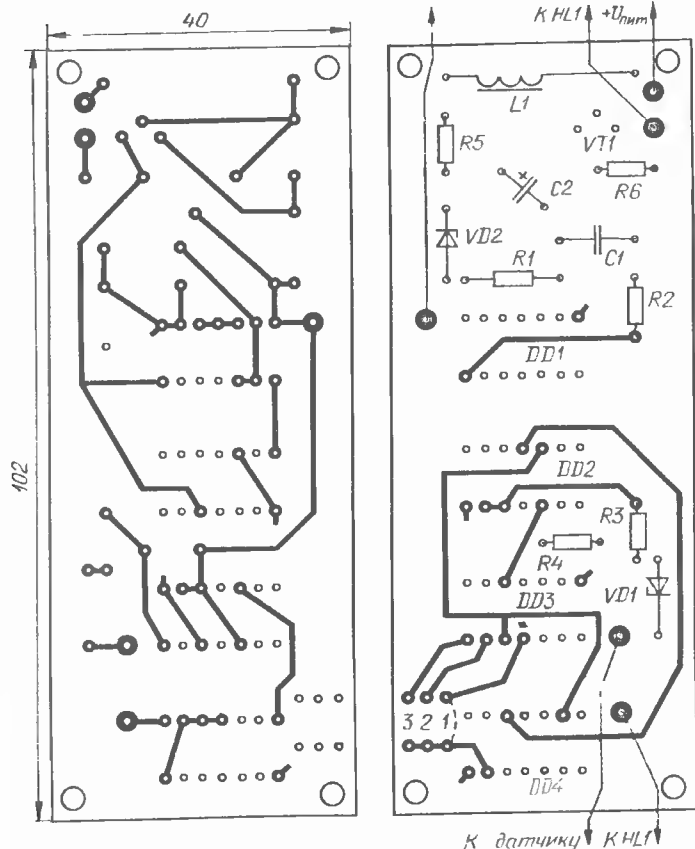 40
102
К HL1 +Uпит
L1
R5
VT1
C2
R6
VD2
R1
C1
R2
DD1
DD2
R3
R4
VD1
DD3
3 2 1
DD4
К датчику К HL1